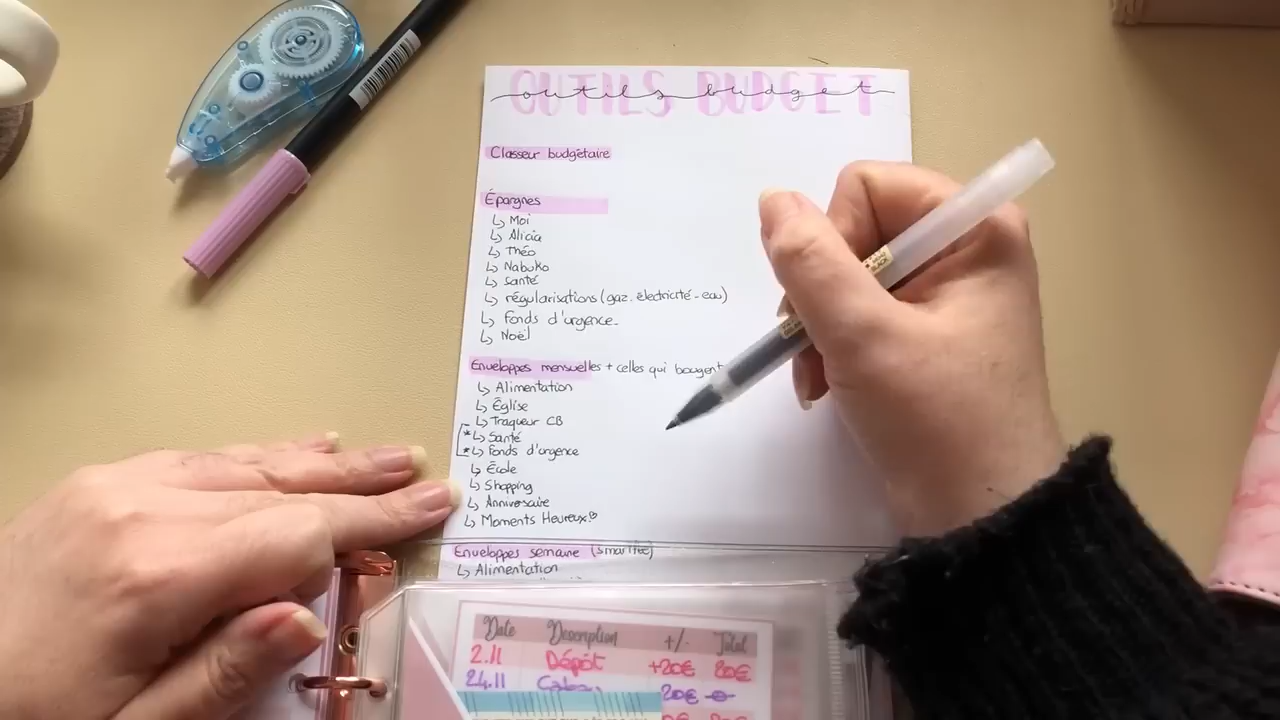 OUTILS BUDGET
outils budget
Classeur budgétaire
Épargnes
↳ Moi
↳ Alicia
↳ Théo
↳ Nabuko
↳ Santé
↳ régularisations (gaz - électricité - eau)
↳ Fonds d'urgence
↳ Noël
Enveloppes mensuelles + celles qui bougent
↳ Alimentation
↳ Église
↳ Traqueur CB
* ↳ Santé
* ↳ Fonds d'urgence
↳ École
↳ Shopping
↳ Anniversaire
↳ Moments Heureux ♡
Enveloppes semaine
↳ Alimentation
Date Description +/- Total
2.11 Dépôt +20€ 20€
24.11 20€ -0-